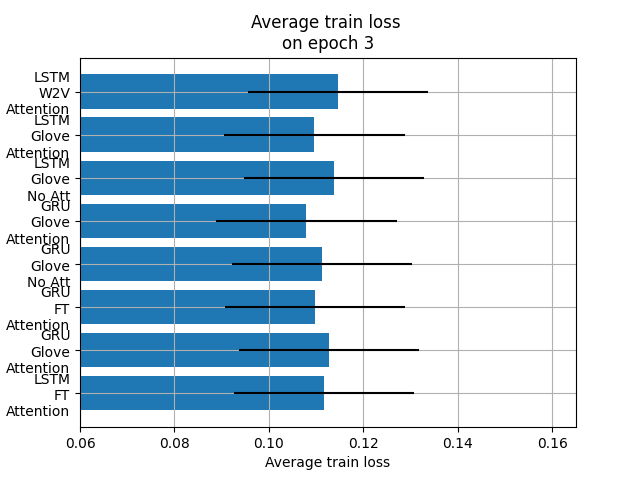 Average train loss
on epoch 3
LSTM
W2V
Attention
LSTM
Glove
Attention
LSTM
Glove
No Att
GRU
Glove
Attention
GRU
Glove
No Att
GRU
FT
Attention
GRU
Glove
Attention
LSTM
FT
Attention
0.06 0.08 0.10 0.12 0.14 0.16
Average train loss